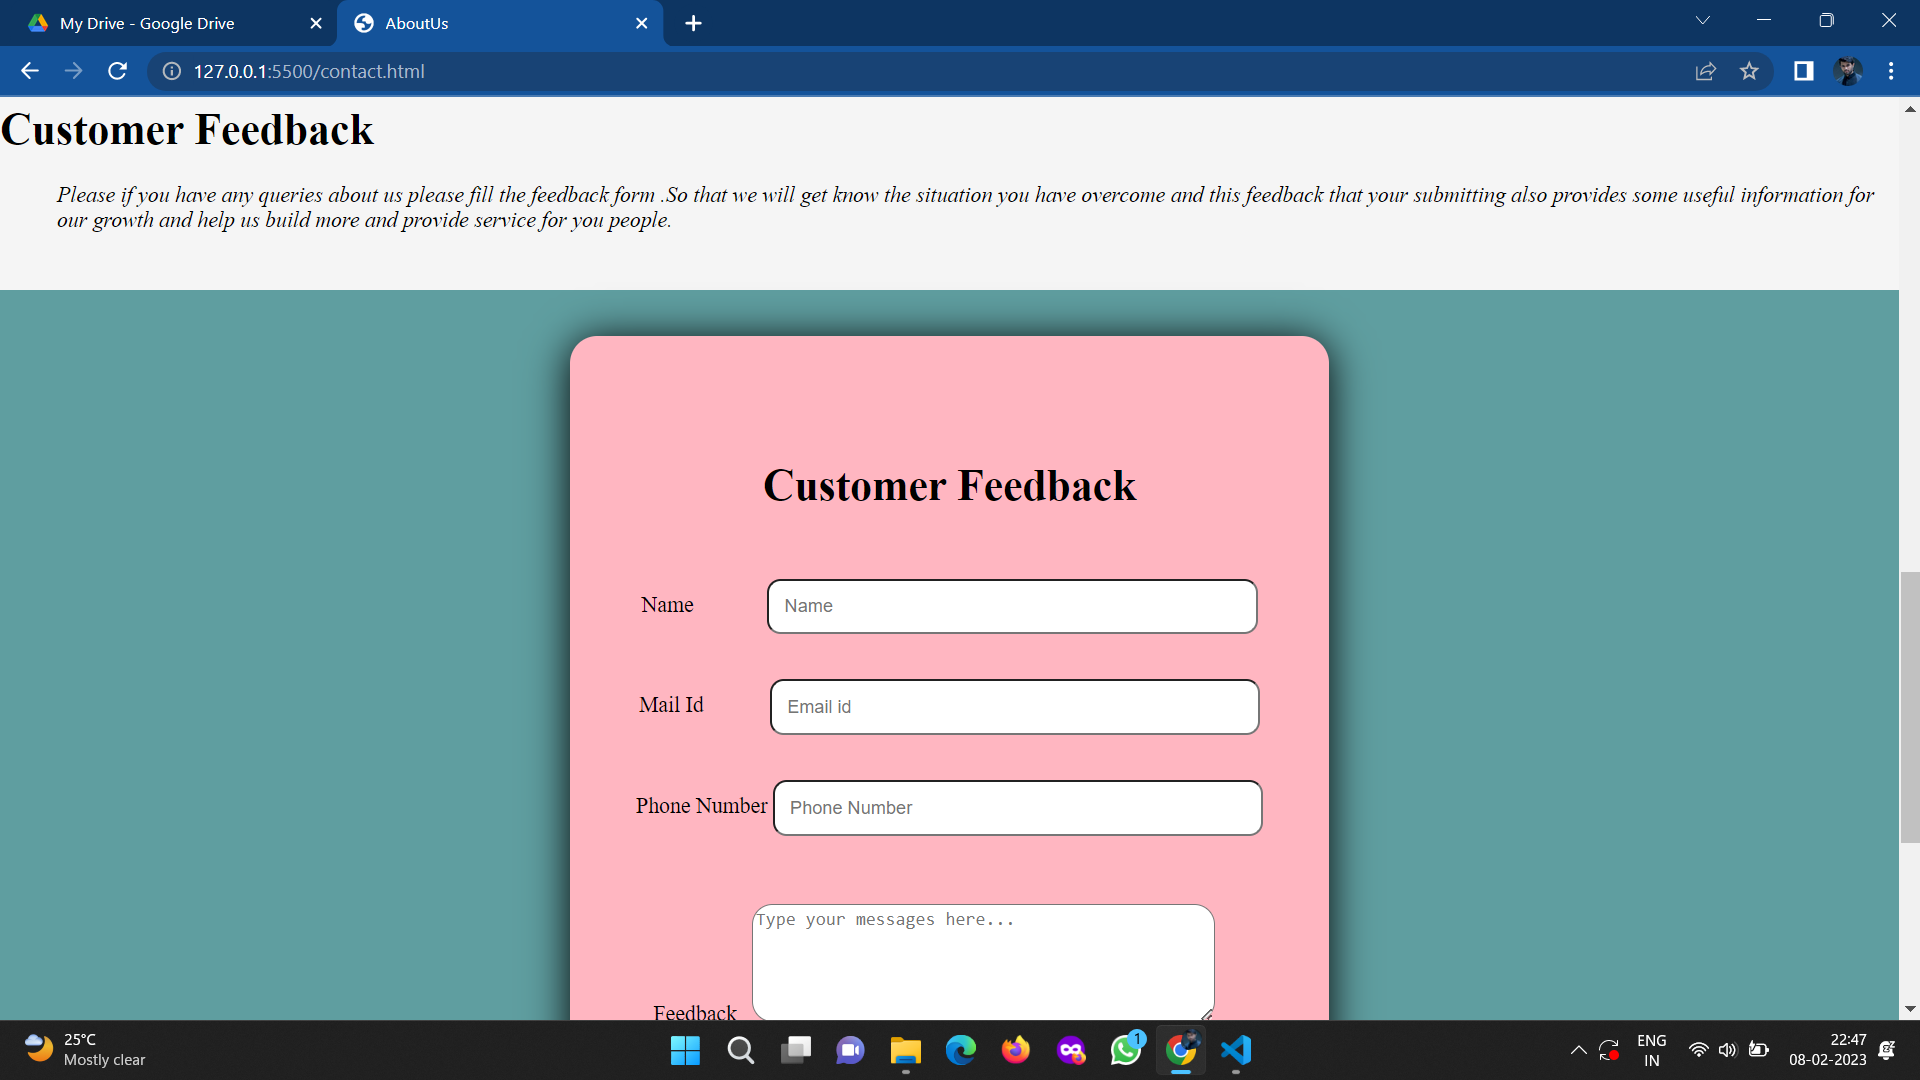 My Drive - Google Drive
AboutUs
127.0.0.1:5500/contact.html
Customer Feedback
Please if you have any queries about us please fill the feedback form .So that we will get know the situation you have overcome and this feedback that your submitting also provides some useful information for
our growth and help us build more and provide service for you people.
Customer Feedback
Name Name
Mail Id Email id
Phone Number Phone Number
Type your messages here...
Feedback
25°C
Mostly clear
1
ENG
IN
22:47
08-02-2023